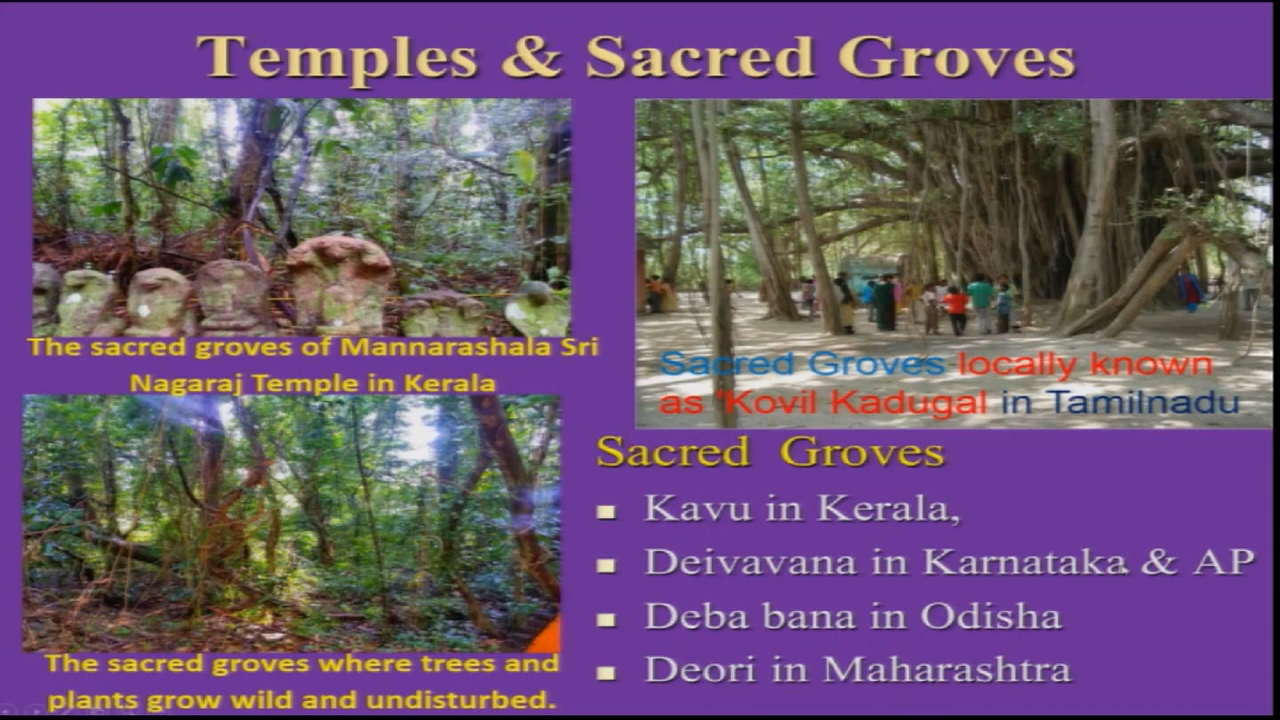 Temples & Sacred Groves
The sacred groves of Mannarashala Sri
Nagaraj Temple in Kerala
The sacred groves where trees and
plants grow wild and undisturbed.
Sacred Groves locally known
as 'Kovil Kadugal in Tamilnadu
Sacred Groves
Kavu in Kerala,
Deivavana in Karnataka & AP
Deba bana in Odisha
Deori in Maharashtra